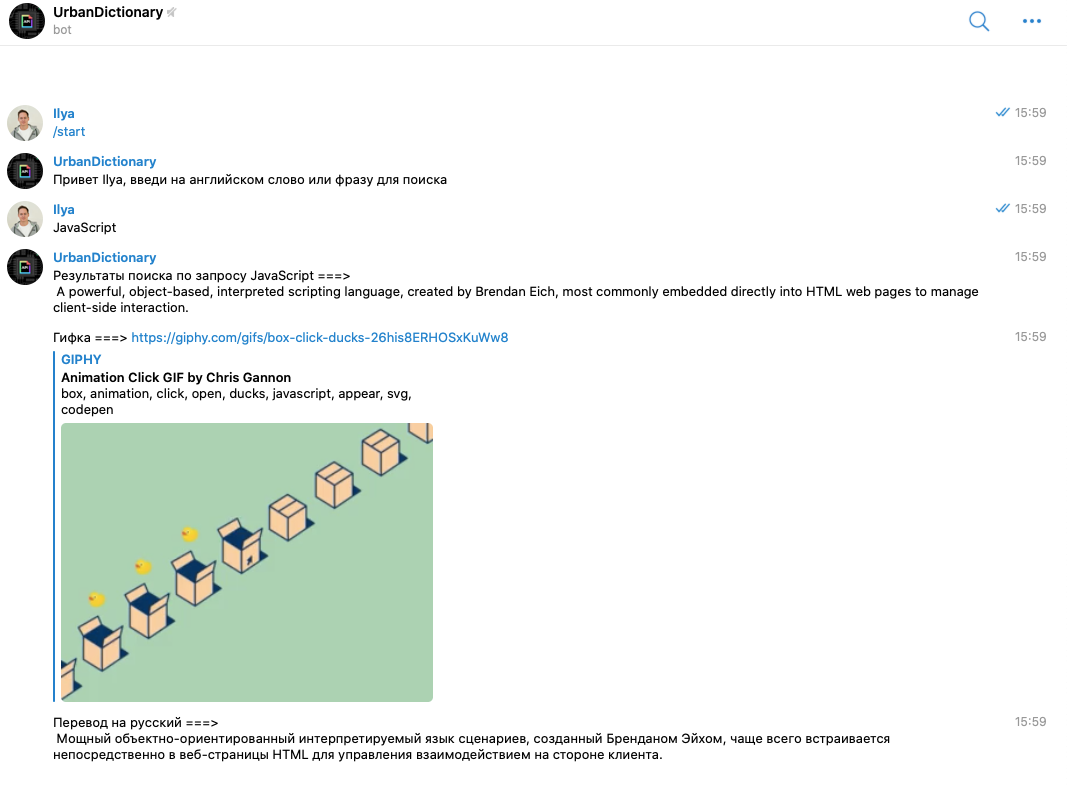 UrbanDictionary
bot
Ilya
15:59
/start
UrbanDictionary
15:59
Привет Ilya, введи на английском слово или фразу для поиска
Ilya
15:59
JavaScript
UrbanDictionary
15:59
Результаты поиска по запросу JavaScript ===>
A powerful, object-based, interpreted scripting language, created by Brendan Eich, most commonly embedded directly into HTML web pages to manage
client-side interaction.
Гифка ===> https://giphy.com/gifs/box-click-ducks-26his8ERHOSxKuWw8
15:59
GIPHY
Animation Click GIF by Chris Gannon
box, animation, click, open, ducks, javascript, appear, svg,
codepen
Перевод на русский ===>
15:59
Мощный объектно-ориентированный интерпретируемый язык сценариев, созданный Бренданом Эйхом, чаще всего встраивается
непосредственно в веб-страницы HTML для управления взаимодействием на стороне клиента.